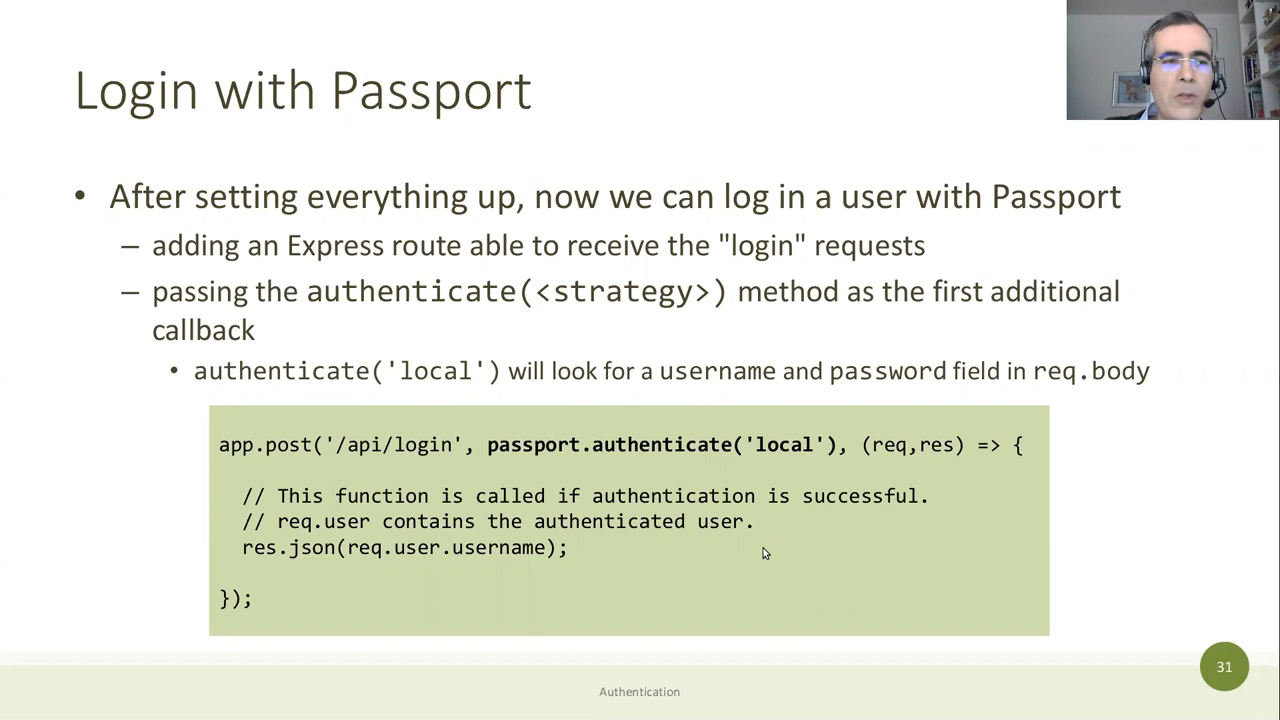 Login with Passport
• After setting everything up, now we can log in a user with Passport
– adding an Express route able to receive the "login" requests
– passing the authenticate(<strategy>) method as the first additional
callback
• authenticate('local') will look for a username and password field in req.body
app.post('/api/login', passport.authenticate('local'), (req,res) => {
// This function is called if authentication is successful.
// req.user contains the authenticated user.
res.json(req.user.username);
});
31
Authentication